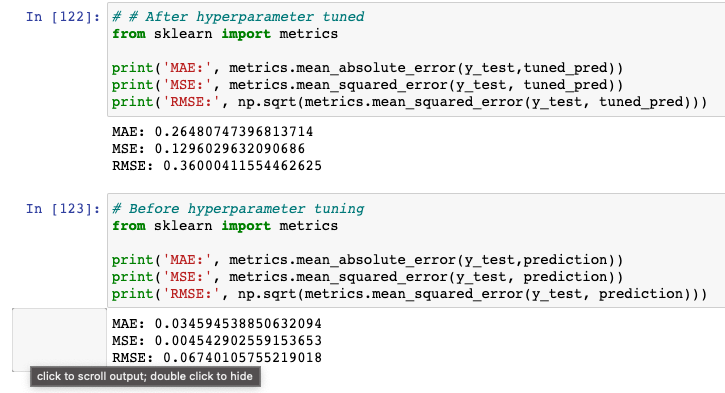 In [122]: # # After hyperparameter tuned
from sklearn import metrics
print('MAE:', metrics.mean_absolute_error(y_test,tuned_pred))
print('MSE:', metrics.mean_squared_error(y_test, tuned_pred))
print('RMSE:', np.sqrt(metrics.mean_squared_error(y_test, tuned_pred)))
MAE: 0.26480747396813714
MSE: 0.1296029632090686
RMSE: 0.36000411554462625
In [123]: # Before hyperparameter tuning
from sklearn import metrics
print('MAE:', metrics.mean_absolute_error(y_test,prediction))
print('MSE:', metrics.mean_squared_error(y_test, prediction))
print('RMSE:', np.sqrt(metrics.mean_squared_error(y_test, prediction)))
MAE: 0.034594538850632094
MSE: 0.004542902559153653
RMSE: 0.06740105755219018
click to scroll output; double click to hide